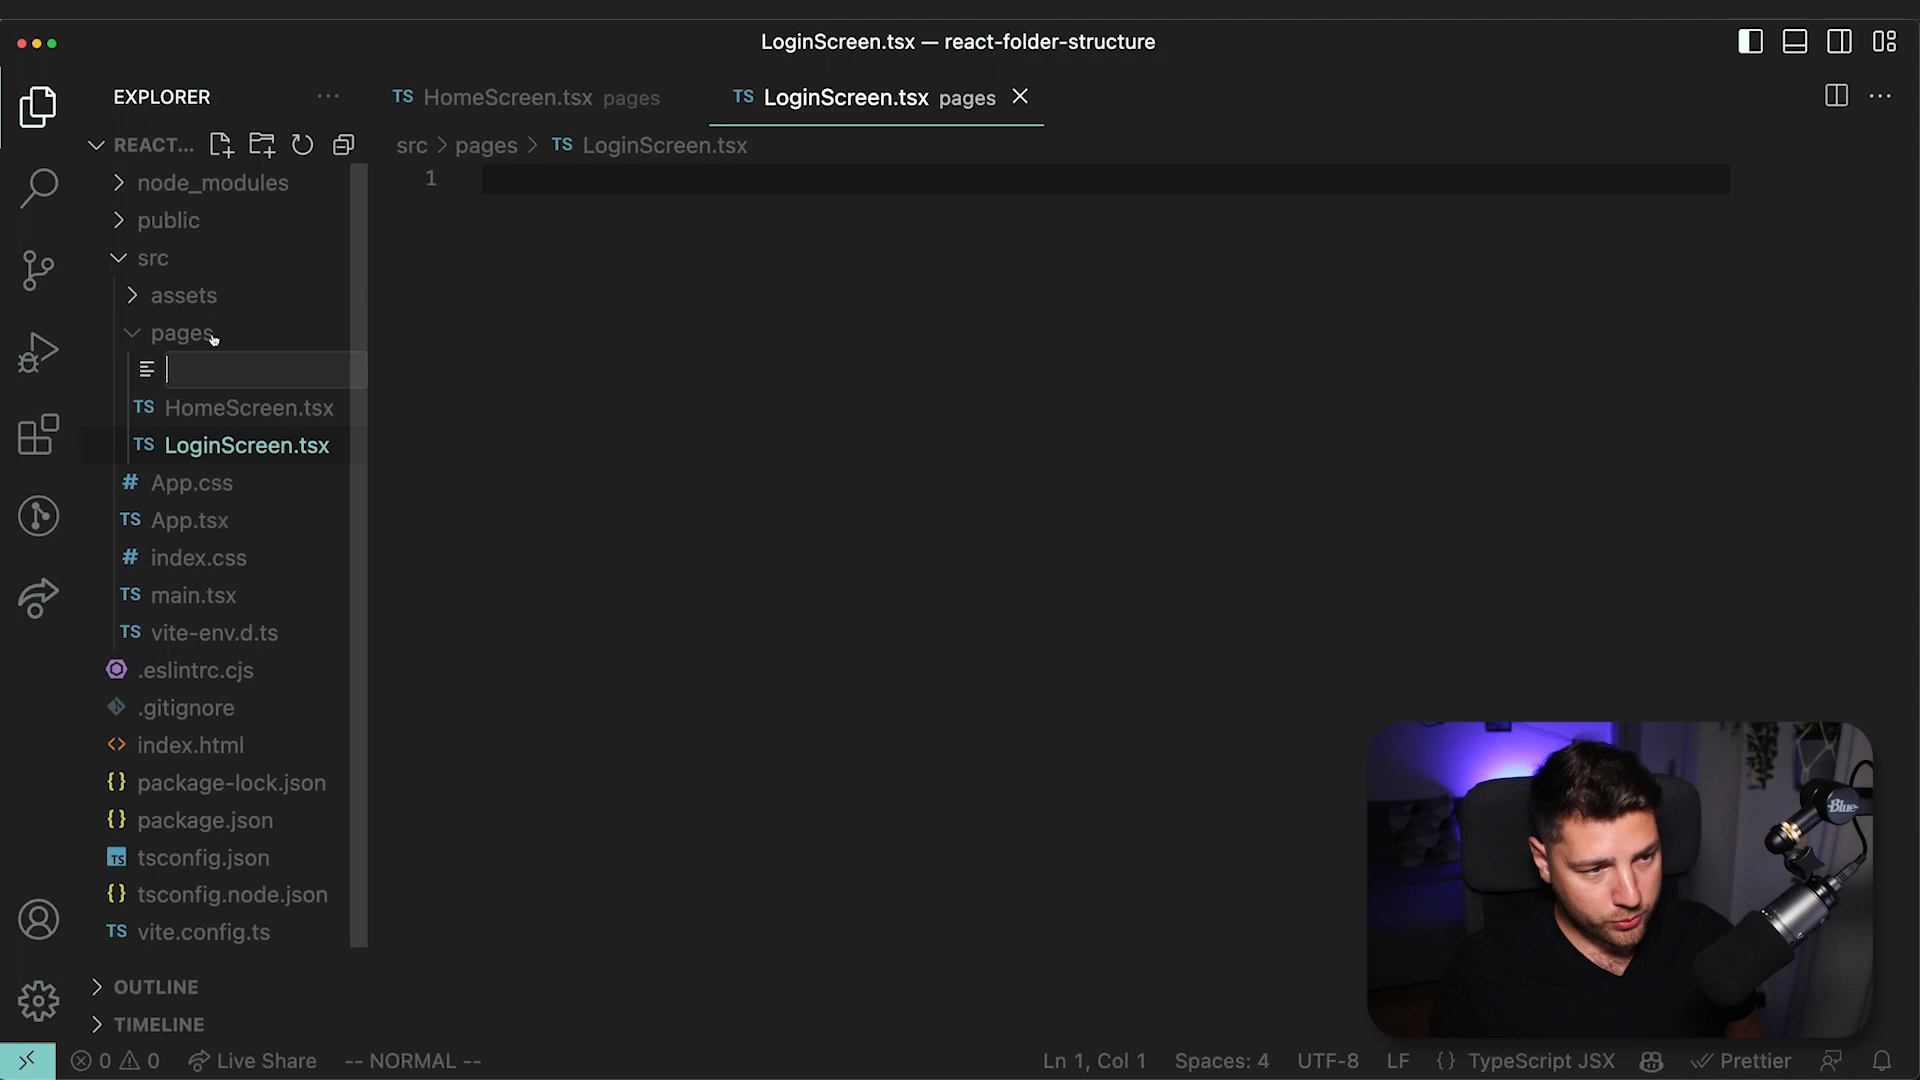 LoginScreen.tsx — react-folder-structure
EXPLORER
TS HomeScreen.tsx pages
TS LoginScreen.tsx pages
REACT...
src > pages > TS LoginScreen.tsx
1
node_modules
public
src
assets
pages
TS HomeScreen.tsx
TS LoginScreen.tsx
# App.css
TS App.tsx
# index.css
TS main.tsx
TS vite-env.d.ts
.eslintrc.cjs
.gitignore
<> index.html
{} package-lock.json
{} package.json
TS tsconfig.json
{} tsconfig.node.json
TS vite.config.ts
OUTLINE
TIMELINE
Blue
0 0 Live Share -- NORMAL -- Ln 1, Col 1 Spaces: 4 UTF-8 LF {} TypeScript JSX Prettier